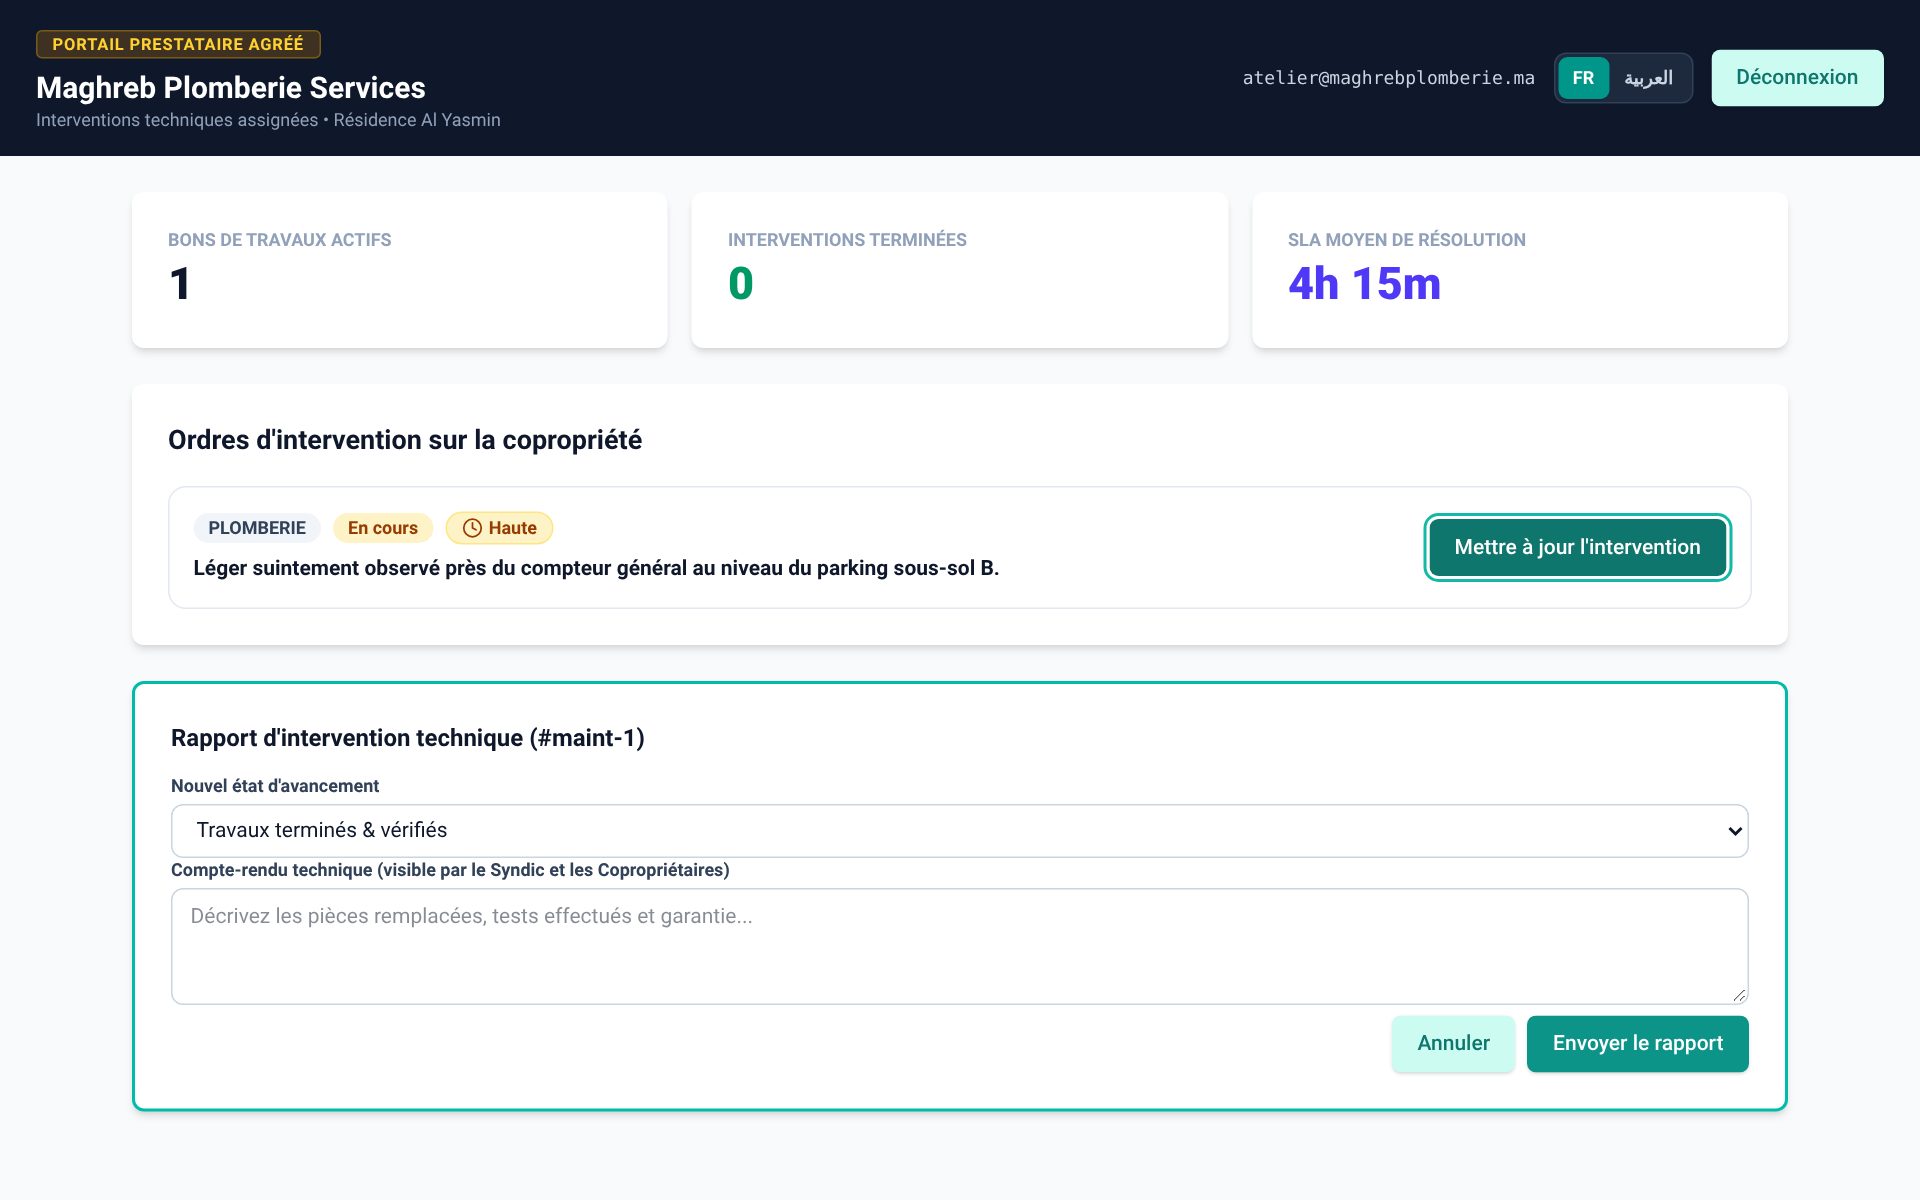 PORTAIL PRESTATAIRE AGRÉÉ
Maghreb Plomberie Services
Interventions techniques assignées • Résidence Al Yasmin
atelier@maghrebplomberie.ma
FR
العربية
Déconnexion
BONS DE TRAVAUX ACTIFS
1
INTERVENTIONS TERMINÉES
0
SLA MOYEN DE RÉSOLUTION
4h 15m
Ordres d'intervention sur la copropriété
PLOMBERIE
En cours
Haute
Léger suintement observé près du compteur général au niveau du parking sous-sol B.
Mettre à jour l'intervention
Rapport d'intervention technique (#maint-1)
Nouvel état d'avancement
Travaux terminés & vérifiés
Compte-rendu technique (visible par le Syndic et les Copropriétaires)
Décrivez les pièces remplacées, tests effectués et garantie...
Annuler
Envoyer le rapport